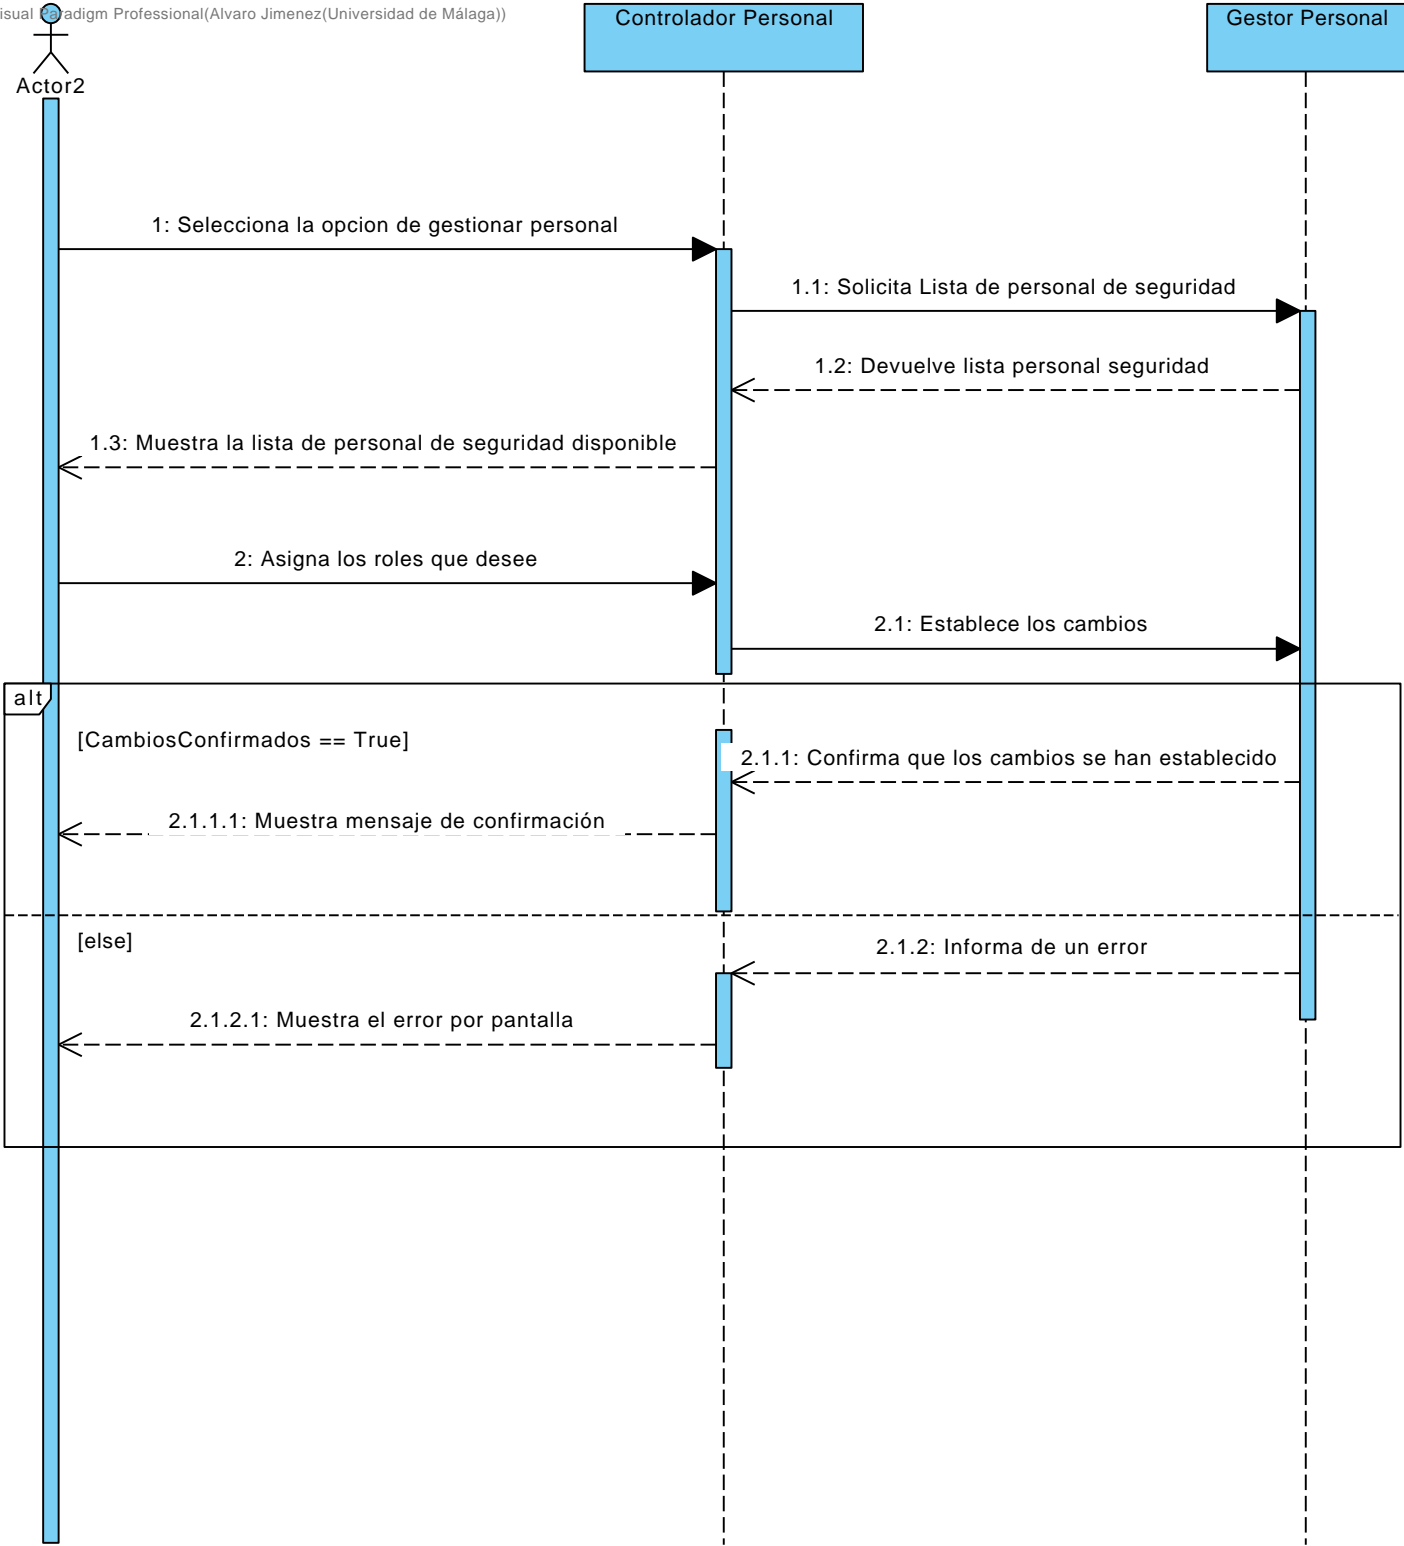 isual Paradigm Professional(Alvaro Jimenez(Universidad de Málaga))
Controlador Personal
Gestor Personal
Actor2
1: Selecciona la opcion de gestionar personal
1.1: Solicita Lista de personal de seguridad
1.2: Devuelve lista personal seguridad
1.3: Muestra la lista de personal de seguridad disponible
2: Asigna los roles que desee
2.1: Establece los cambios
alt
[CambiosConfirmados == True]
2.1.1: Confirma que los cambios se han establecido
2.1.1.1: Muestra mensaje de confirmación
[else]
2.1.2: Informa de un error
2.1.2.1: Muestra el error por pantalla